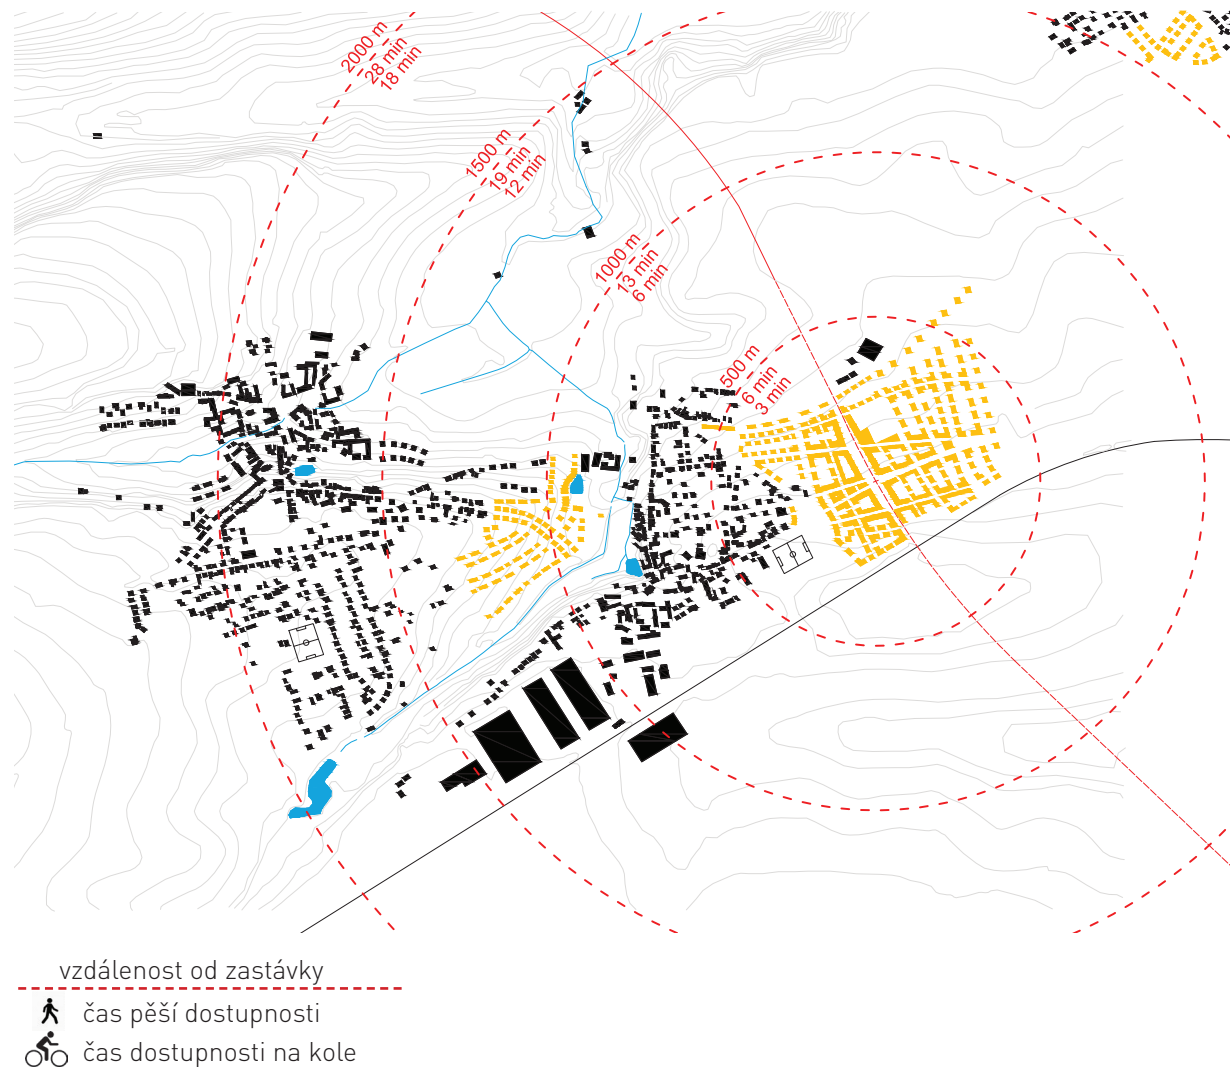 2000 m
28 min
18 min
1500 m
19 min
12 min
1000 m
13 min
6 min
500 m
6 min
3 min
vzdálenost od zastávky
čas pěší dostupnosti
čas dostupnosti na kole